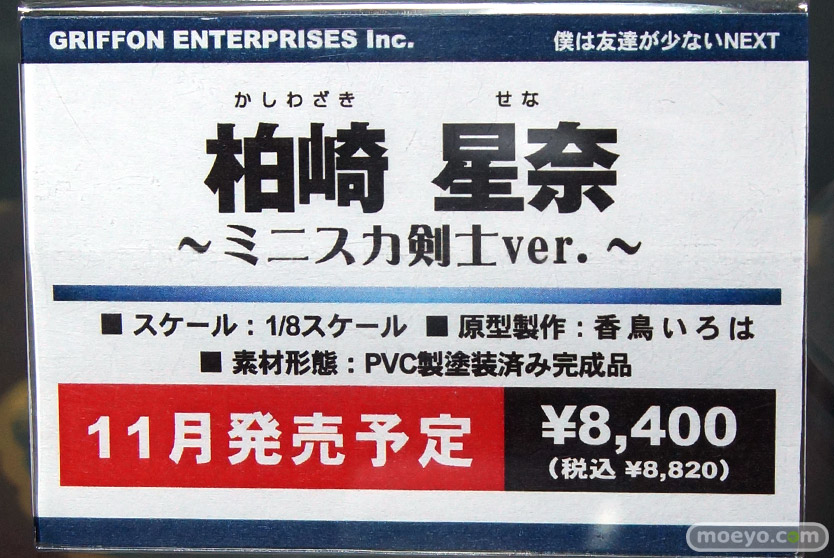 GRIFFON ENTERPRISES Inc. 僕は友達が少ないNEXT
かしわざき せな
柏崎 星奈
～ミニスカ剣士ver.～
■ スケール：1/8スケール ■ 原型製作：香鳥いろは
■ 素材形態：PVC製塗装済み完成品
11月発売予定 ¥8,400
(税込 ¥8,820)
moeyo.com